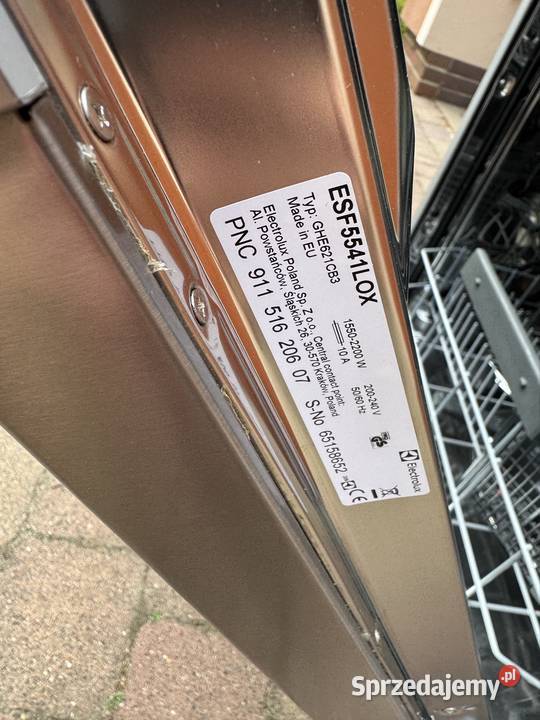 ESF5541LOX
Typ: GHE621CB3
Made in EU
1550-2200 W
10 A
200-240 V
50/60 Hz
Electrolux Poland Sp. Z o.o., Central contact point:
Al. Powstańców Śląskich 26, 30-570 Kraków, Poland
PNC 911 516 206 07
S-No 65158652
CE
Electrolux
Sprzedajemy.pl